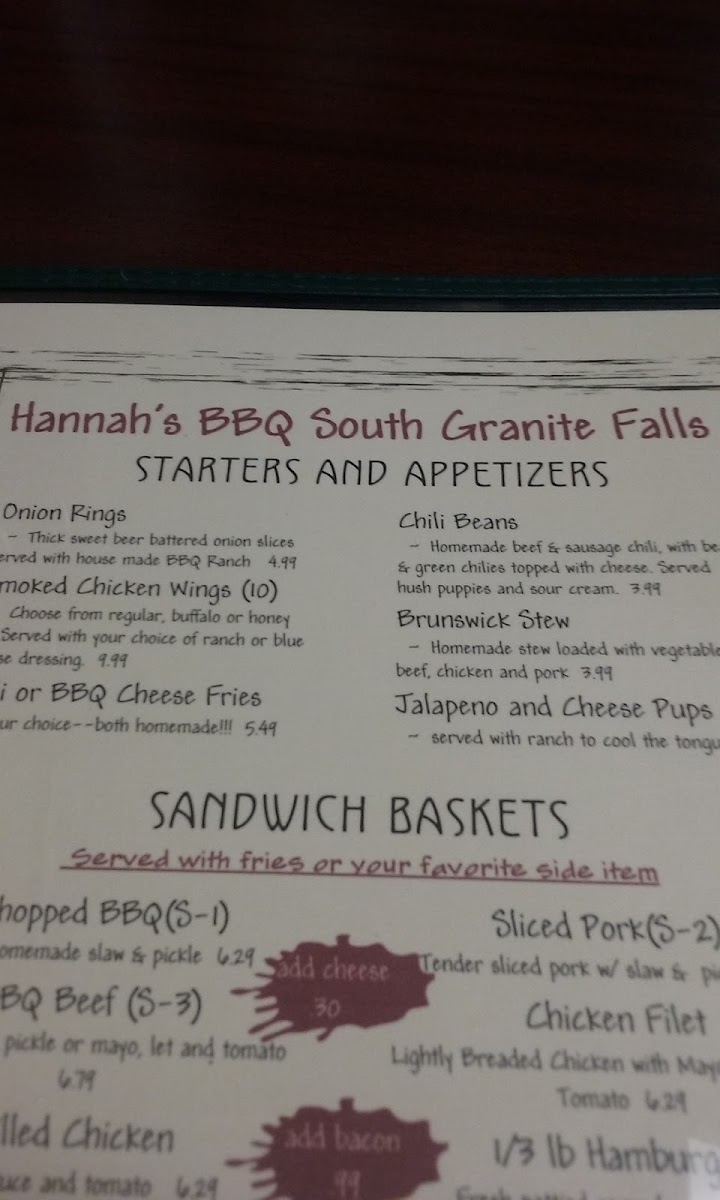 Hannah's BBQ South Granite Falls
STARTERS AND APPETIZERS
Onion Rings
~ Thick sweet beer battered onion slices
erved with house made BBQ Ranch 4.99
moked Chicken Wings (10)
Choose from regular, buffalo or honey
Served with your choice of ranch or blue
se dressing. 9.99
i or BBQ Cheese Fries
ur choice--both homemade!!! 5.49
Chili Beans
~ Homemade beef & sausage chili, with be
& green chilies topped with cheese. Served
hush puppies and sour cream. 3.99
Brunswick Stew
~ Homemade stew loaded with vegetable
beef, chicken and pork 3.99
Jalapeno and Cheese Pups
~ served with ranch to cool the tongu
SANDWICH BASKETS
Served with fries or your favorite side item
hopped BBQ(S-1)
omemade slaw & pickle 6.29
BQ Beef (S-3)
pickle or mayo, let and tomato
6.79
lled Chicken
uce and tomato 6.29
add cheese
.30
add bacon
.99
Sliced Pork(S-2)
Tender sliced pork w/ slaw & pi
Chicken Filet
Lightly Breaded Chicken with May
Tomato 6.29
1/3 lb Hamburg